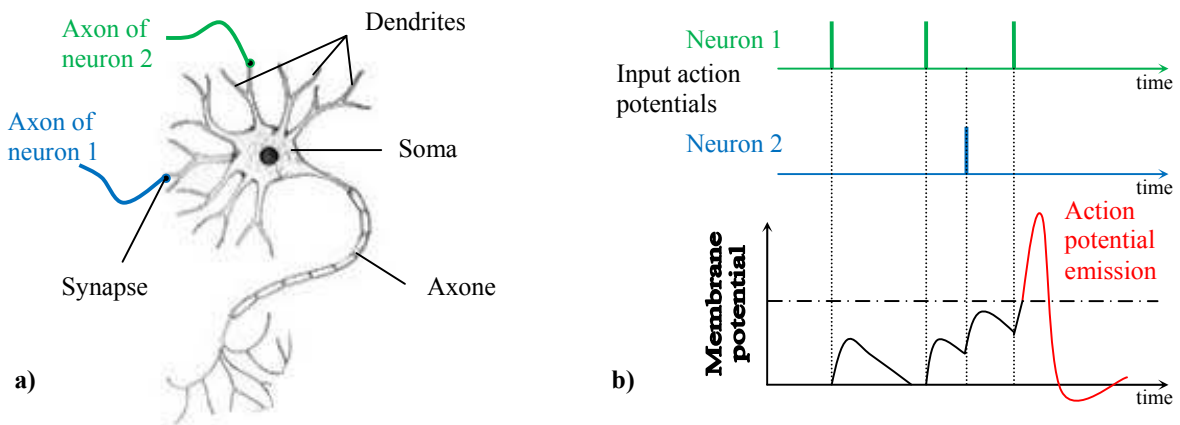 Axon of
neuron 2
Dendrites
Axon of
neuron 1
Soma
Synapse
Axone
a)
Neuron 1
Input action
potentials
time
Neuron 2
time
Action
potential
emission
Membrane
potential
time
b)